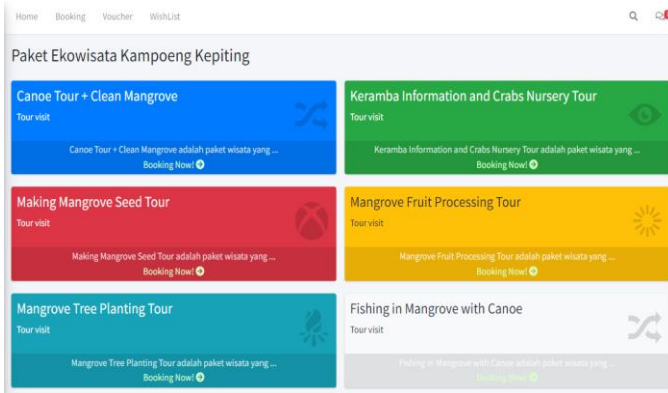 Home Booking Voucher WishList
Paket Ekowisata Kampoeng Kepiting
Canoe Tour + Clean Mangrove
Tour visit
Canoe Tour + Clean Mangrove adalah paket wisata yang ...
Booking Now!
Keramba Information and Crabs Nursery Tour
Tour visit
Keramba Information and Crabs Nursery Tour adalah paket wisata yang ...
Booking Now!
Making Mangrove Seed Tour
Tour visit
Making Mangrove Seed Tour adalah paket wisata yang ...
Booking Now!
Mangrove Fruit Processing Tour
Tour visit
Mangrove Fruit Processing Tour adalah paket wisata yang ...
Booking Now!
Mangrove Tree Planting Tour
Tour visit
Mangrove Tree Planting Tour adalah paket wisata yang ...
Booking Now!
Fishing in Mangrove with Canoe
Tour visit
Fishing in Mangrove with Canoe adalah paket wisata yang ...
Booking Now!